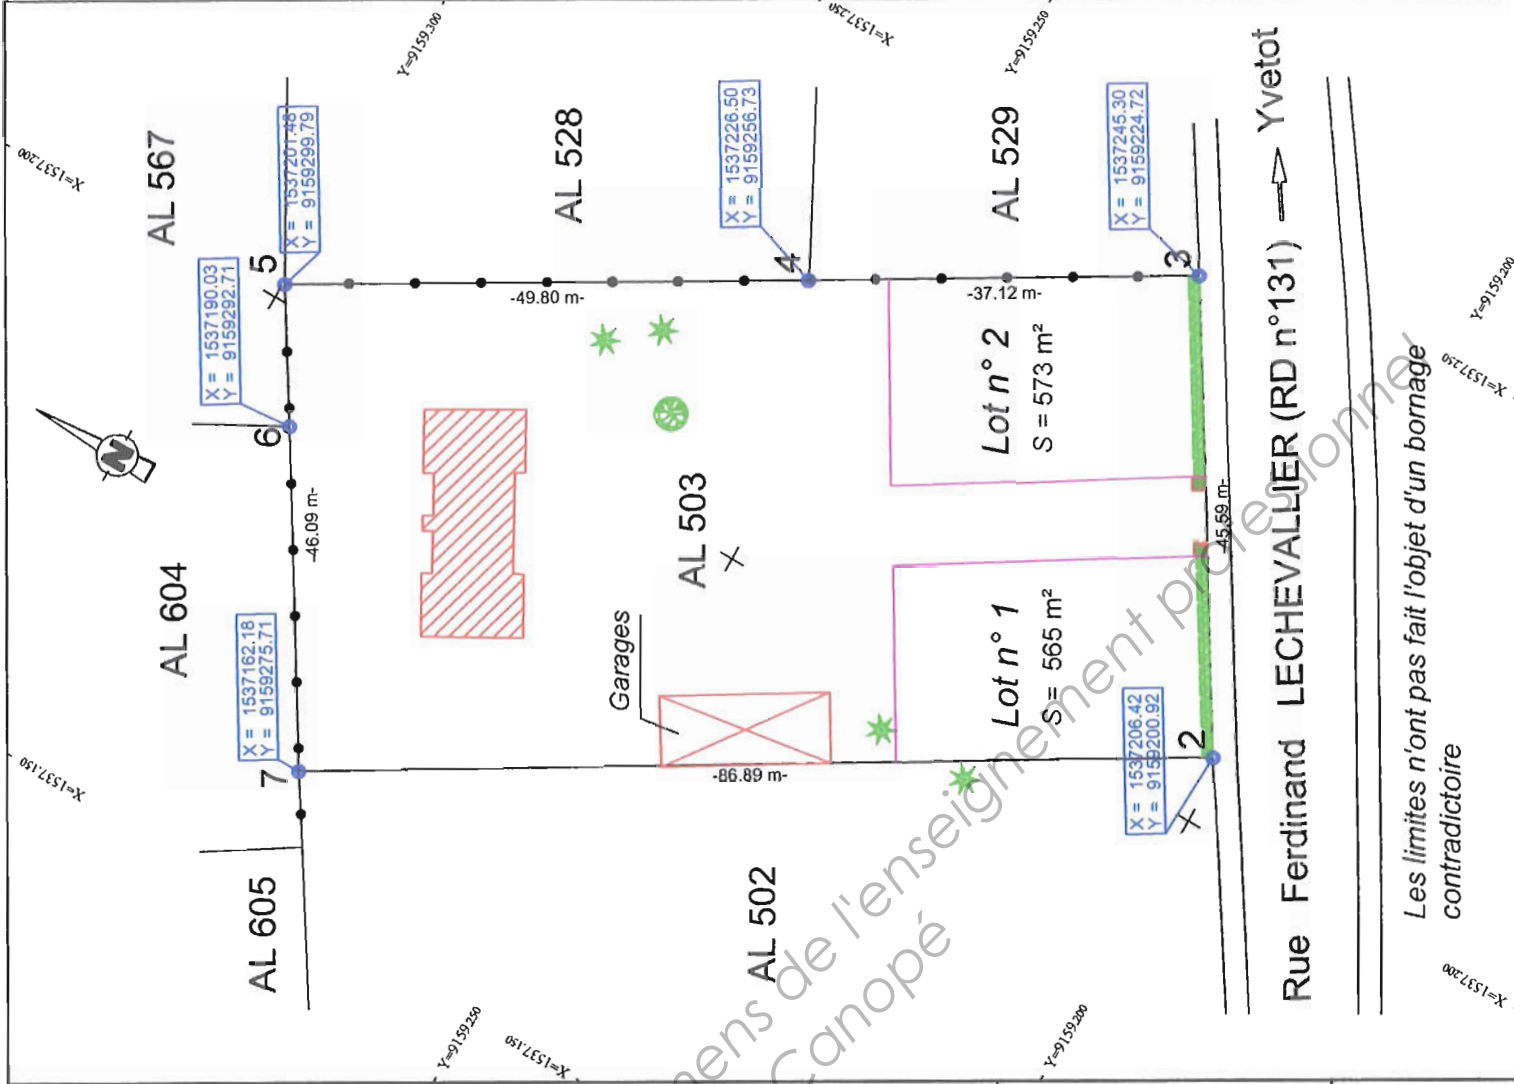 Y=9159.300
X=1537.250
Y=9159.250
X=1537.200
AL 567
X = 1537201.48
Y = 9159299.79
5
AL 528
X = 1537226.50
Y = 9159256.73
4
AL 529
X = 1537245.30
Y = 9159224.72
3
Yvetot
Y=9159.200
X = 1537190.03
Y = 9159292.71
6
-49.80 m-
-37.12 m-
N
-46.09 m-
Lot n° 2
S = 573 m²
X=1537.250
AL 604
AL 503
-45.59 m-
Rue Ferdinand LECHEVALLIER (RD n°131)
Garages
Lot n° 1
S = 565 m²
X = 1537162.18
Y = 9159275.71
7
-86.89 m-
X = 1537206.42
Y = 9159200.92
2
X=1537.150
AL 605
AL 502
Les limites n'ont pas fait l'objet d'un bornage
contradictoire
Y=9159.250
X=1537.150
Y=9159.200
X=1537.200
mens de l'enseignement professionnel
Canopé